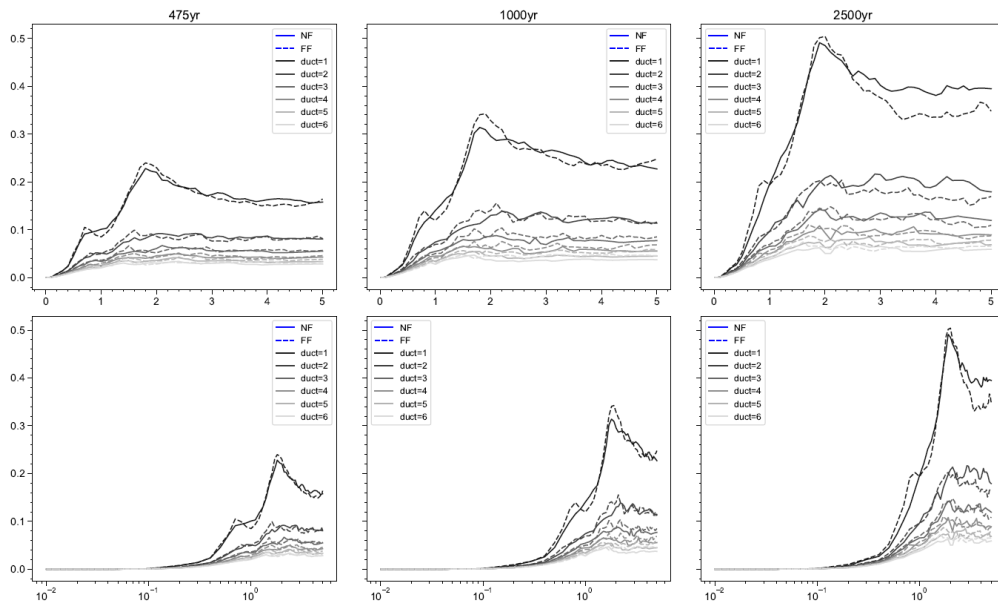 475yr
1000yr
2500yr
0.5
0.4
0.3
0.2
0.1
0.0
NF
FF
duct=1
duct=2
duct=3
duct=4
duct=5
duct=6
NF
FF
duct=1
duct=2
duct=3
duct=4
duct=5
duct=6
NF
FF
duct=1
duct=2
duct=3
duct=4
duct=5
duct=6
0 1 2 3 4 5
0 1 2 3 4 5
0 1 2 3 4 5
0.5
0.4
0.3
0.2
0.1
0.0
NF
FF
duct=1
duct=2
duct=3
duct=4
duct=5
duct=6
NF
FF
duct=1
duct=2
duct=3
duct=4
duct=5
duct=6
NF
FF
duct=1
duct=2
duct=3
duct=4
duct=5
duct=6
10⁻² 10⁻¹ 10⁰
10⁻² 10⁻¹ 10⁰
10⁻² 10⁻¹ 10⁰